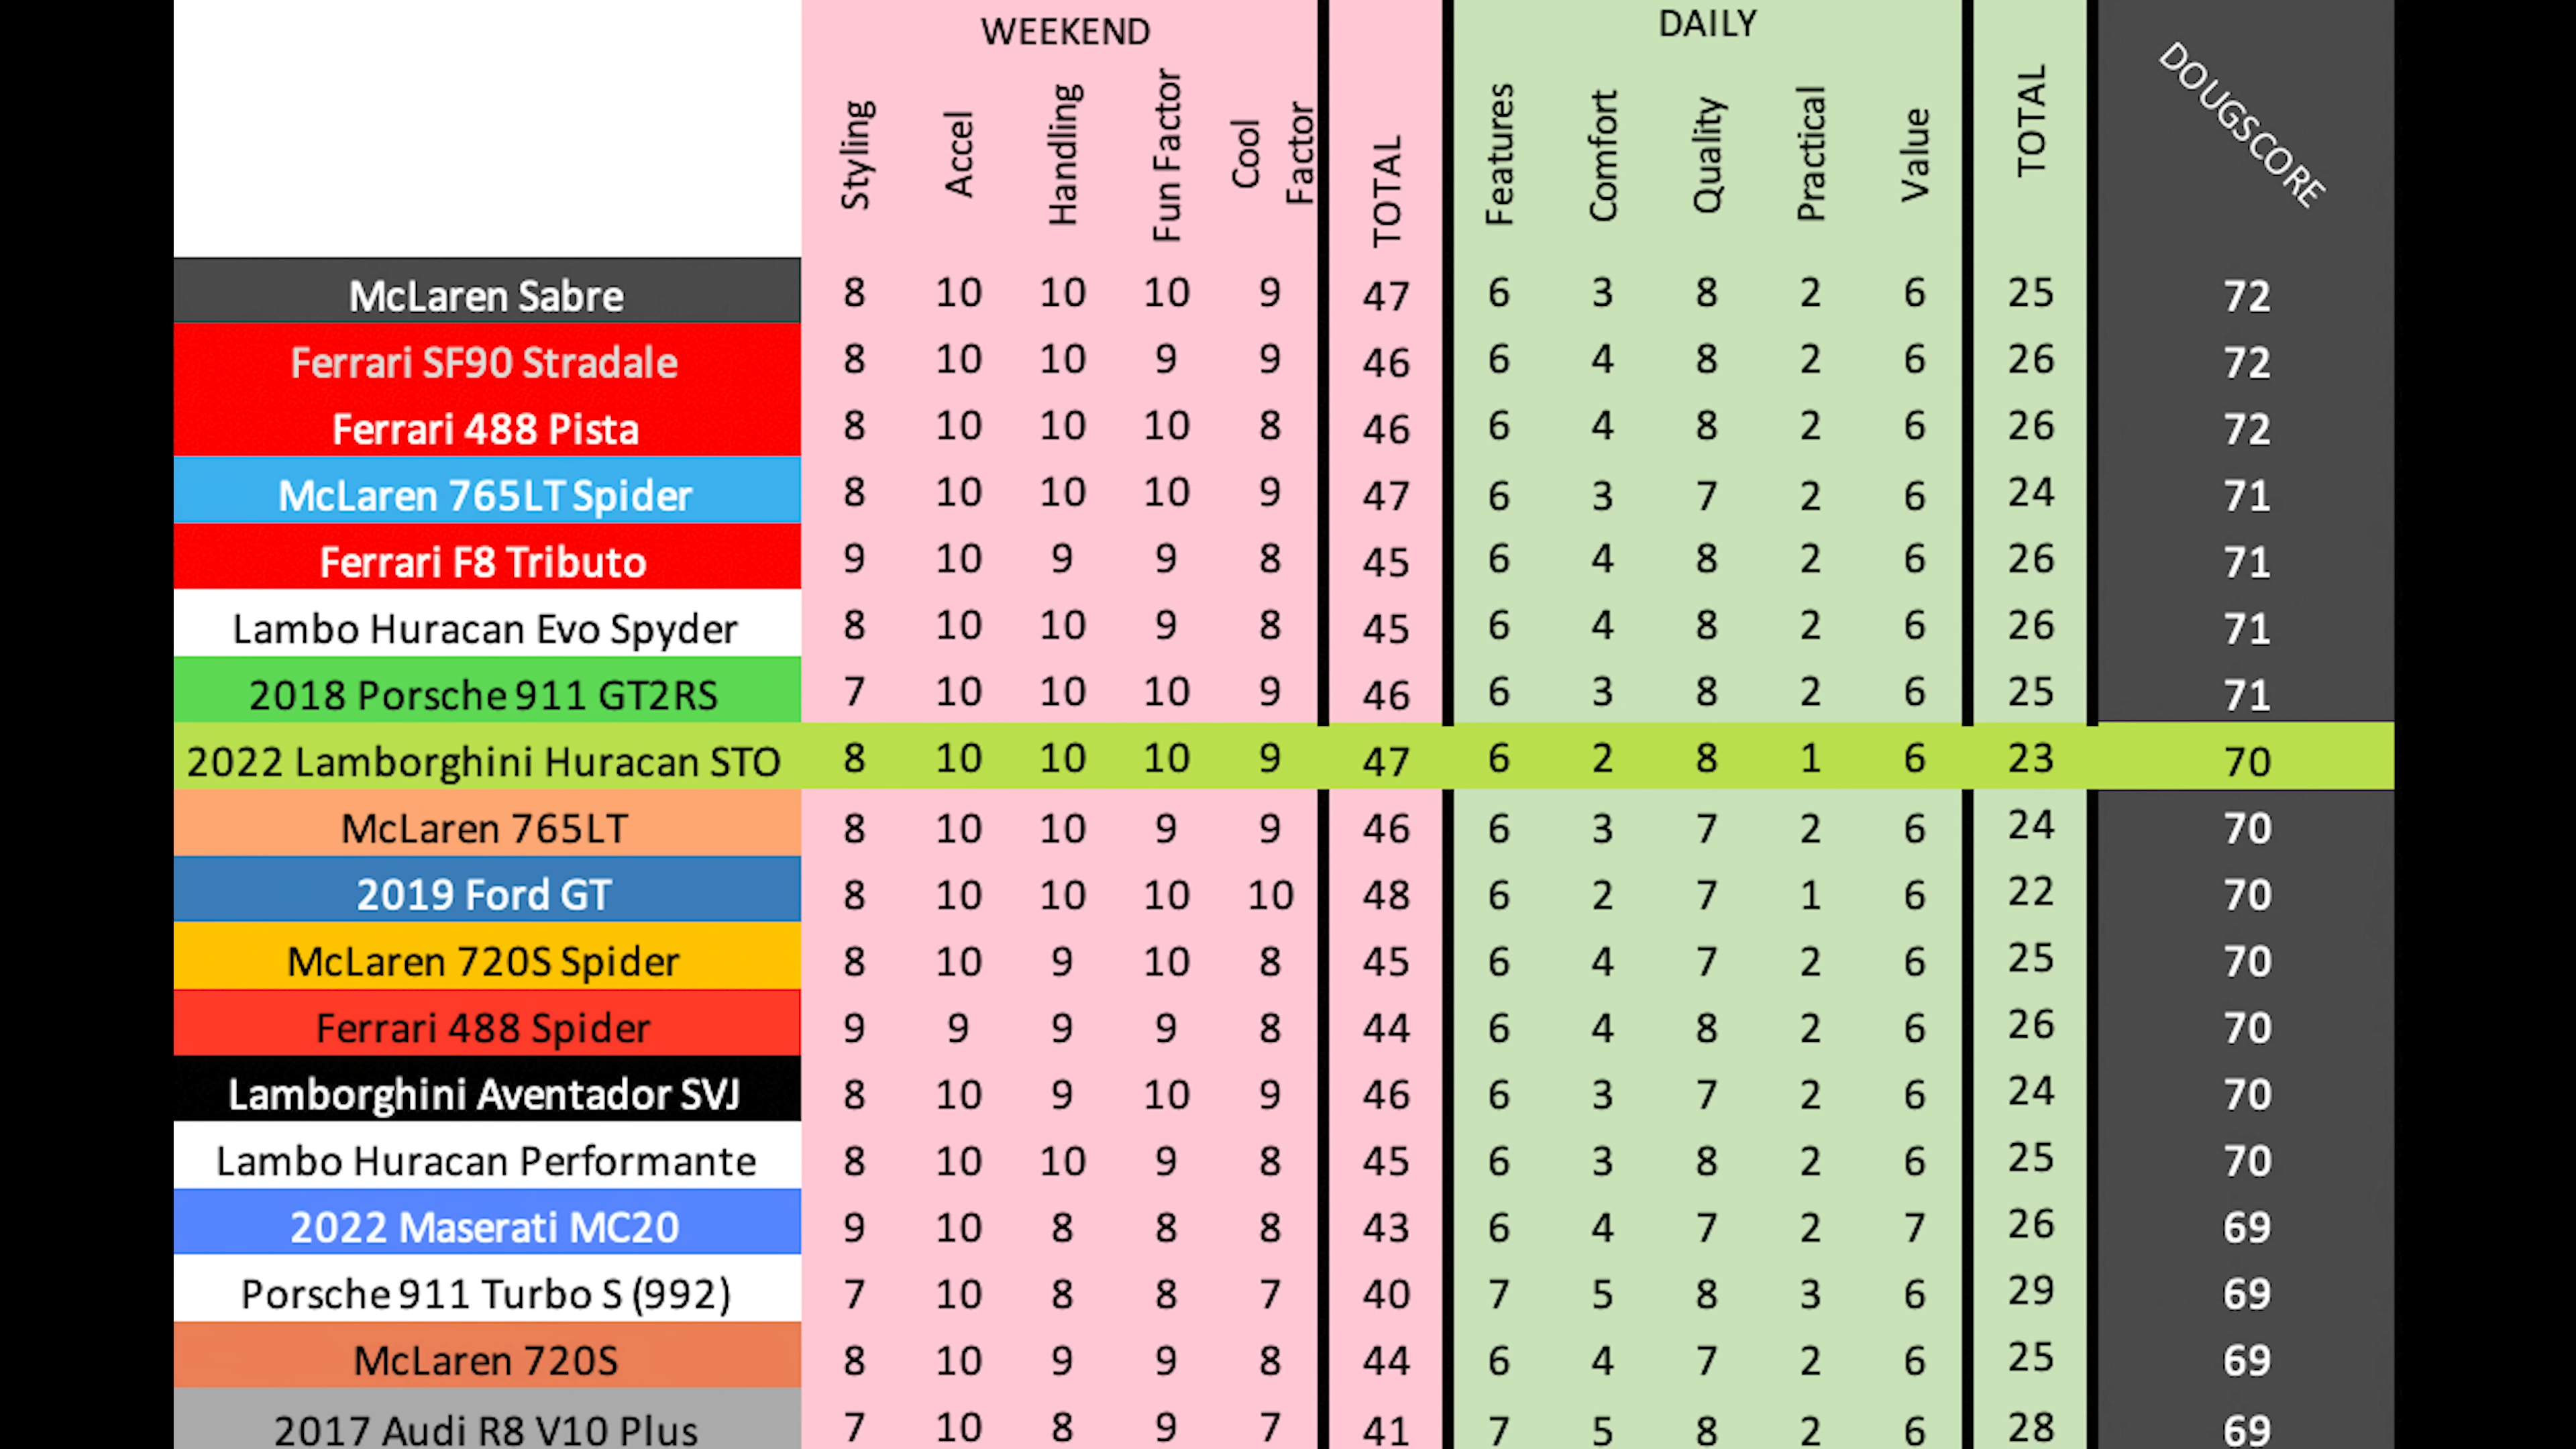 WEEKEND DAILY
Styling Accel Handling Fun Factor Cool Factor TOTAL Features Comfort Quality Practical Value TOTAL DOUGSCORE
McLaren Sabre 8 10 10 10 9 47 6 3 8 2 6 25 72
Ferrari SF90 Stradale 8 10 10 9 9 46 6 4 8 2 6 26 72
Ferrari 488 Pista 8 10 10 10 8 46 6 4 8 2 6 26 72
McLaren 765LT Spider 8 10 10 10 9 47 6 3 7 2 6 24 71
Ferrari F8 Tributo 9 10 9 9 8 45 6 4 8 2 6 26 71
Lambo Huracan Evo Spyder 8 10 10 9 8 45 6 4 8 2 6 26 71
2018 Porsche 911 GT2RS 7 10 10 10 9 46 6 3 8 2 6 25 71
2022 Lamborghini Huracan STO 8 10 10 10 9 47 6 2 8 1 6 23 70
McLaren 765LT 8 10 10 9 9 46 6 3 7 2 6 24 70
2019 Ford GT 8 10 10 10 10 48 6 2 7 1 6 22 70
McLaren 720S Spider 8 10 9 10 8 45 6 4 7 2 6 25 70
Ferrari 488 Spider 9 9 9 9 8 44 6 4 8 2 6 26 70
Lamborghini Aventador SVJ 8 10 9 10 9 46 6 3 7 2 6 24 70
Lambo Huracan Performante 8 10 10 9 8 45 6 3 8 2 6 25 70
2022 Maserati MC20 9 10 8 8 8 43 6 4 7 2 7 26 69
Porsche 911 Turbo S (992) 7 10 8 8 7 40 7 5 8 3 6 29 69
McLaren 720S 8 10 9 9 8 44 6 4 7 2 6 25 69
2017 Audi R8 V10 Plus 7 10 8 9 7 41 7 5 8 2 6 28 69